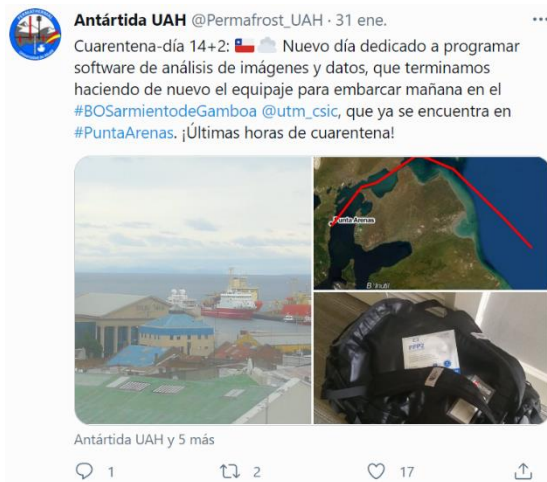 Antártida UAH @Permafrost_UAH · 31 ene.
Cuarentena-día 14+2: 🇨🇱 🌨 Nuevo día dedicado a programar
software de análisis de imágenes y datos, que terminamos
haciendo de nuevo el equipaje para embarcar mañana en el
#BOSarmientodeGamboa @utm_csic, que ya se encuentra en
#PuntaArenas. ¡Últimas horas de cuarentena!
Punta Arenas
FFP2
Antártida UAH y 5 más
1 2 17